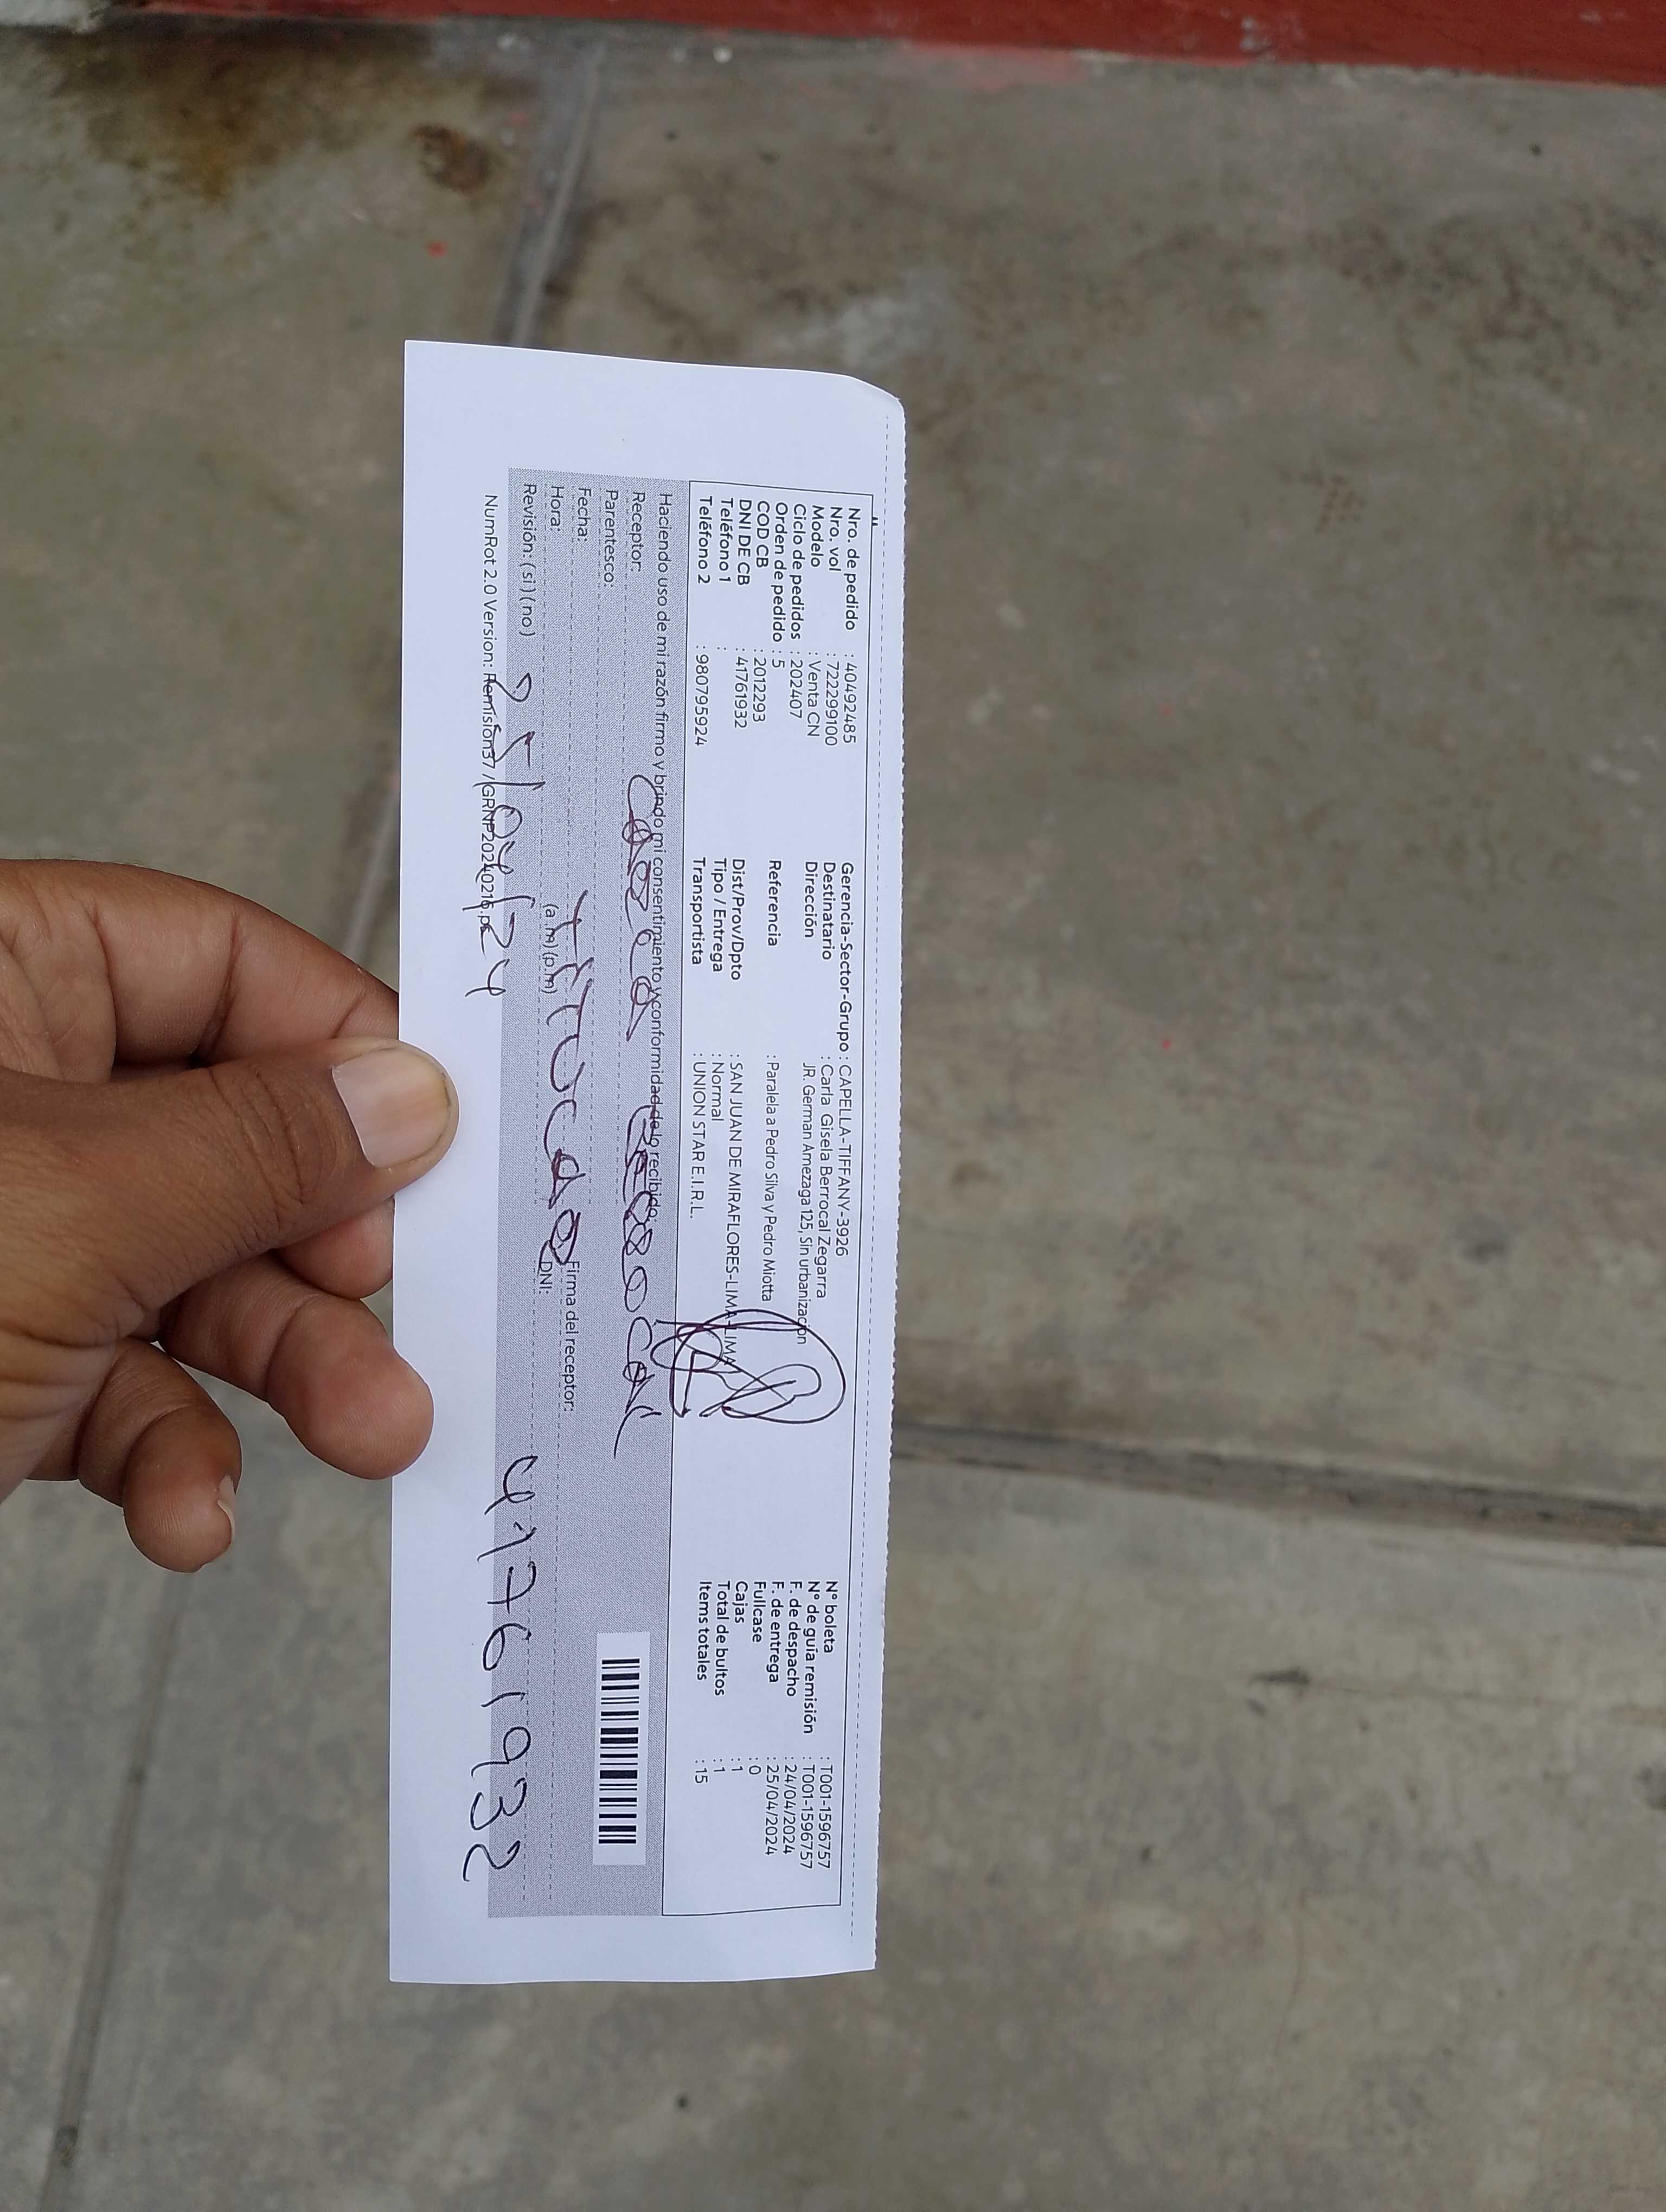 Nro. de pedido : 40492485
Nro. vol : 722299100
Modelo : Venta CN
Ciclo de pedidos : 202407
Orden de pedido : 5
COD CB : 2012293
DNI DE CB : 41761932
Teléfono 1 :
Teléfono 2 : 980795924
Gerencia-Sector-Grupo : CAPELLA-TIFFANY-3926
Destinatario : Carla Gisela Berrocal Zegarra
Dirección JR. German Amezaga 125, Sin urbanización
Referencia : Paralela a Pedro Silva y Pedro Miotta
Dist/Prov/Dpto : SAN JUAN DE MIRAFLORES-LIMA-LIMA
Tipo / Entrega : Normal
Transportista : UNION STAR E.I.R.L.
N° boleta : T001-1596757
N° de guía remisión : T001-1596757
F. de despacho : 24/04/2024
F. de entrega : 25/04/2024
Fullcase : 0
Cajas : 1
Total de bultos : 1
Items totales : 15
Haciendo uso de mi razón firmo y brindo mi consentimiento y conformidad de lo recibido.
Receptor: Carla Berrocal
Parentesco:
Fecha: Titular
Firma del receptor:
Hora: (a.m) (p.m) DNI: 41761932
Revisión: (si) (no) 25/04/24
NumRot 2.0 Version: Remision37 / GRNP20240216.ps